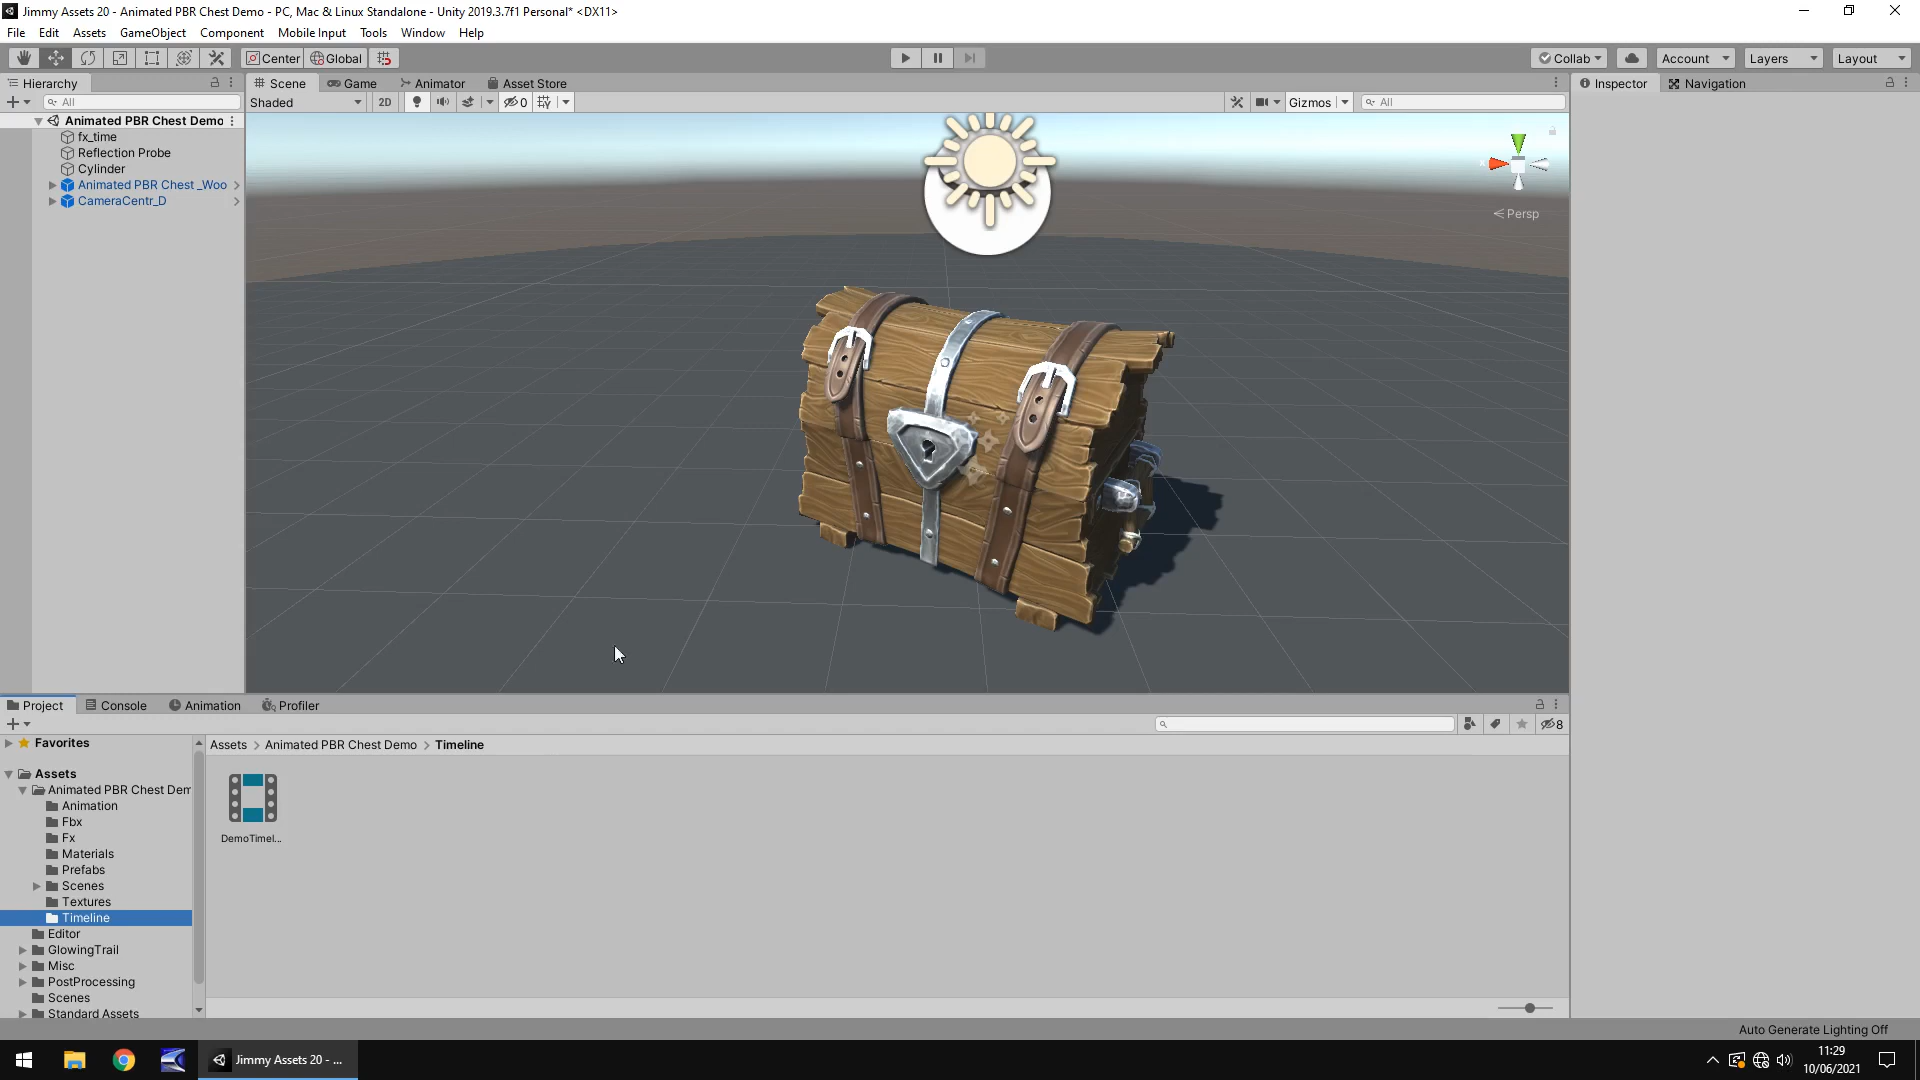 Jimmy Assets 20 - Animated PBR Chest Demo - PC, Mac & Linux Standalone - Unity 2019.3.7f1 Personal* <DX11>
File Edit Assets GameObject Component Mobile Input Tools Window Help
Center Global Collab Account Layers Layout
Hierarchy Scene Game Animator Asset Store Inspector Navigation
All Shaded 2D 0 Gizmos All
Animated PBR Chest Demo
fx_time
Reflection Probe
Cylinder
Animated PBR Chest _Woo
CameraCentr_D
Persp
Project Console Animation Profiler
8
Favorites
Assets > Animated PBR Chest Demo > Timeline
Assets
Animated PBR Chest Dem
Animation
Fbx
Fx
Materials
Prefabs
Scenes
Textures
Timeline
Editor
GlowingTrail
Misc
PostProcessing
Scenes
Standard Assets
DemoTimel...
Auto Generate Lighting Off
Jimmy Assets 20 - ...
11:29
10/06/2021